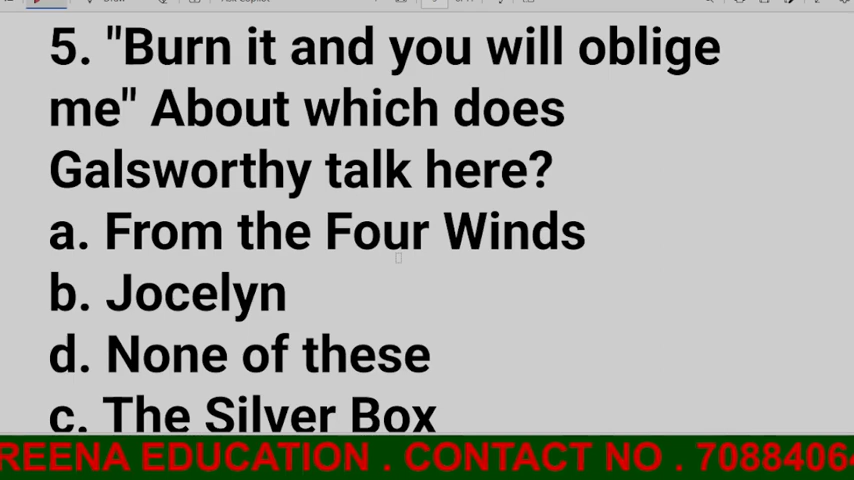 5. "Burn it and you will oblige
me" About which does
Galsworthy talk here?
a. From the Four Winds
b. Jocelyn
d. None of these
c. The Silver Box
REENA EDUCATION . CONTACT NO . 70884064